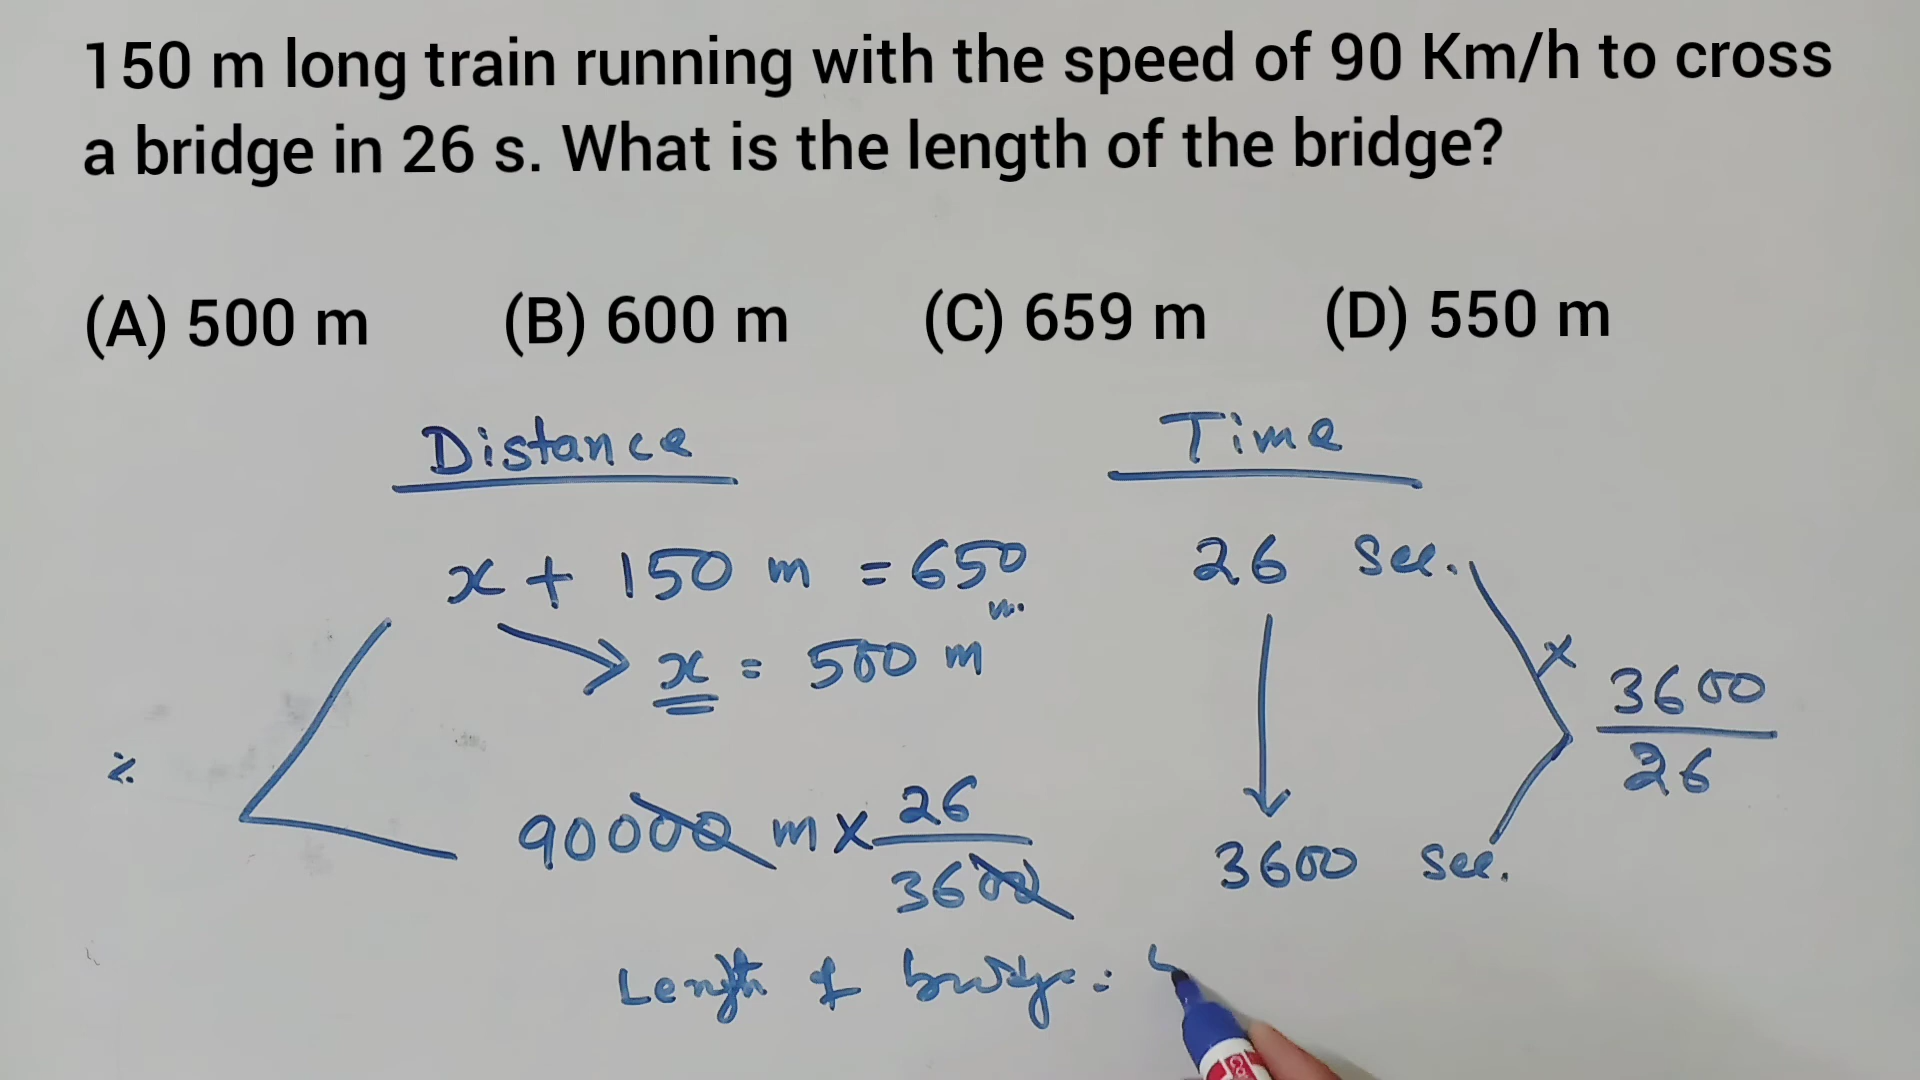 150 m long train running with the speed of 90 Km/h to cross
a bridge in 26 s. What is the length of the bridge?
(A) 500 m (B) 600 m (C) 659 m (D) 550 m
Distance Time
x + 150 m = 650 m. 26 sec.
x = 500 m
× 3600/26
90000 m × 26/3600 3600 sec.
Length of bridge: